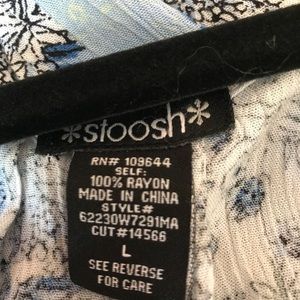 *stoosh*
RN# 109644
SELF:
100% RAYON
MADE IN CHINA
STYLE#
62230W7291MA
CUT#14566
L
SEE REVERSE
FOR CARE